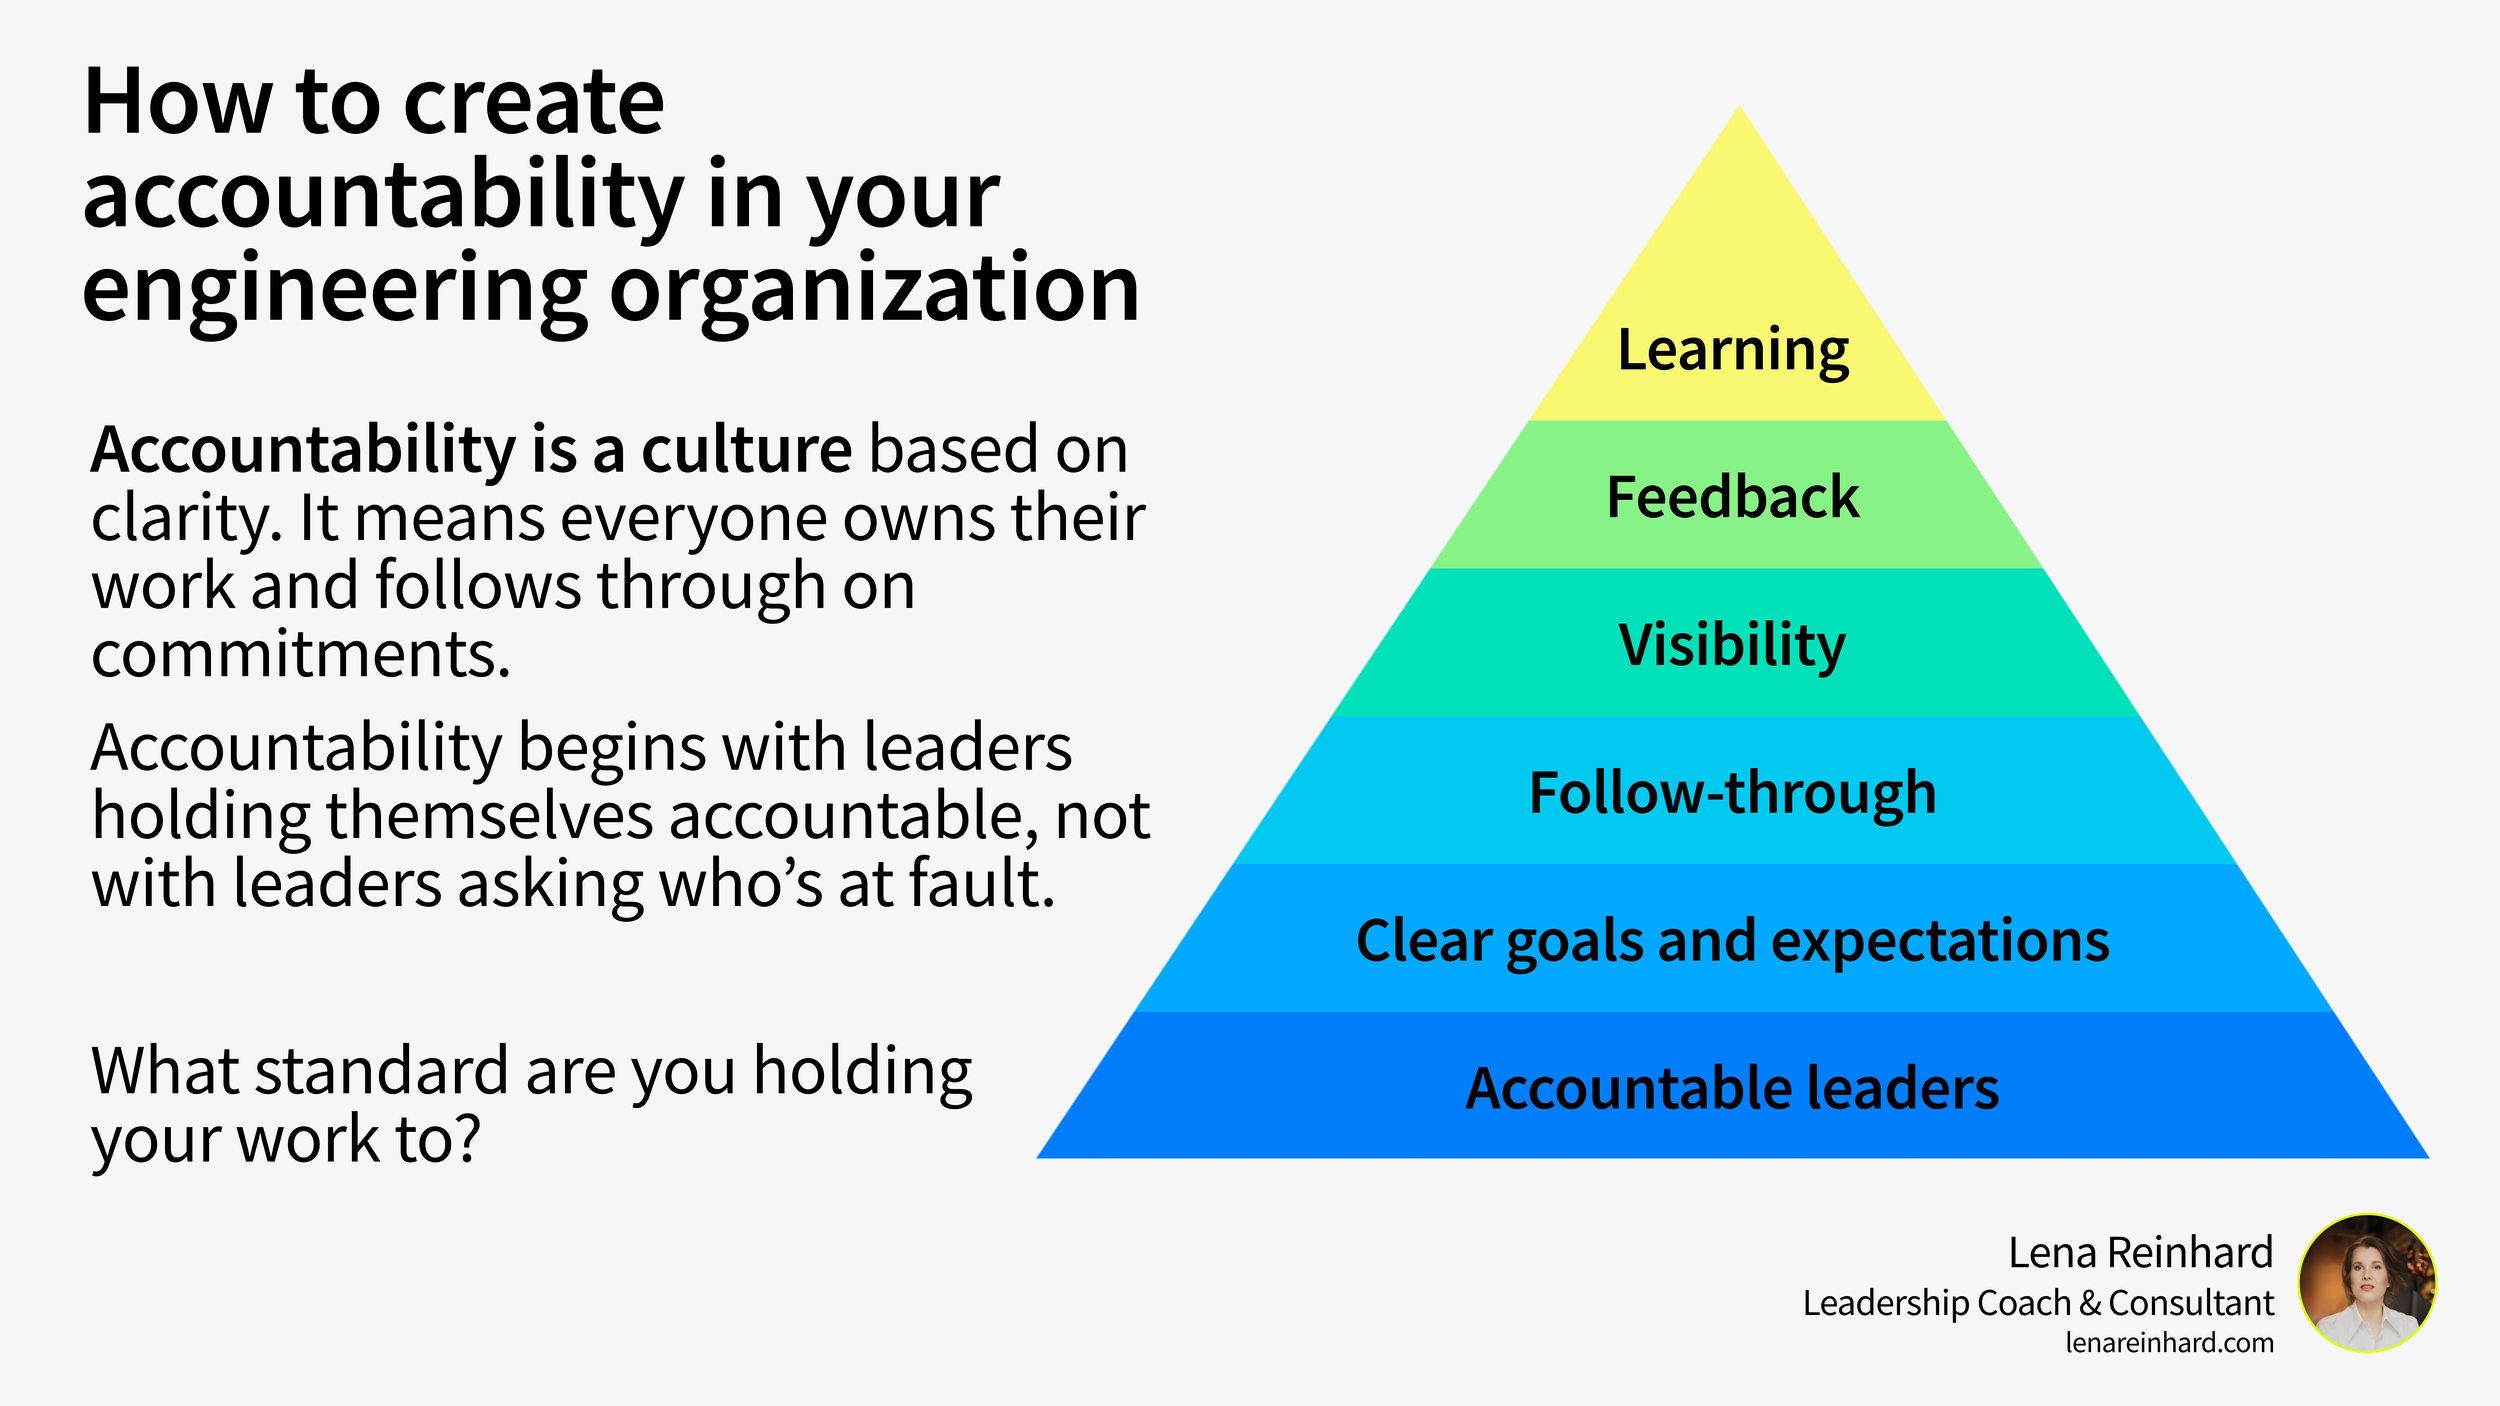 How to create
accountability in your
engineering organization
Accountability is a culture based on
clarity. It means everyone owns their
work and follows through on
commitments.
Accountability begins with leaders
holding themselves accountable, not
with leaders asking who’s at fault.
What standard are you holding
your work to?
Learning
Feedback
Visibility
Follow-through
Clear goals and expectations
Accountable leaders
Lena Reinhard
Leadership Coach & Consultant
lenareinhard.com